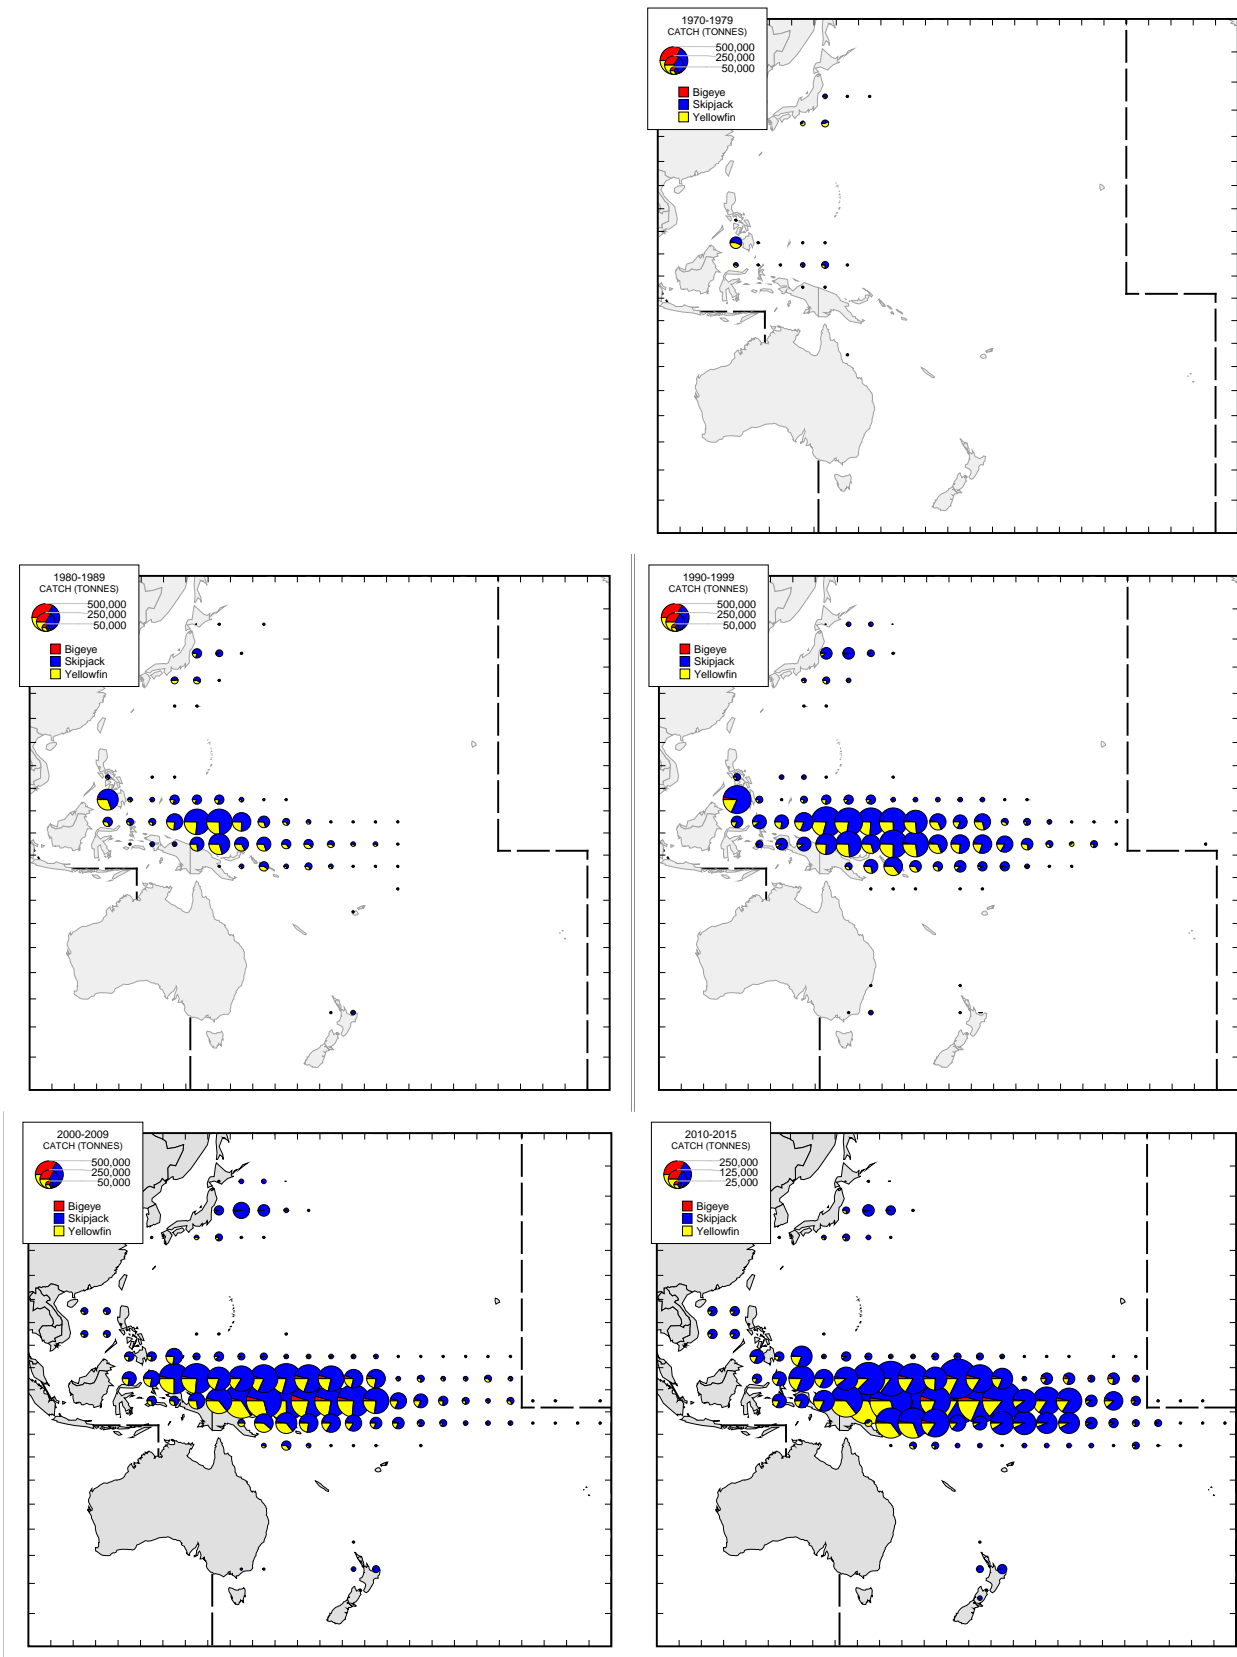 1970-1979
CATCH (TONNES)
500,000
250,000
50,000
Bigeye
Skipjack
Yellowfin
1980-1989
CATCH (TONNES)
500,000
250,000
50,000
Bigeye
Skipjack
Yellowfin
1990-1999
CATCH (TONNES)
500,000
250,000
50,000
Bigeye
Skipjack
Yellowfin
2000-2009
CATCH (TONNES)
500,000
250,000
50,000
Bigeye
Skipjack
Yellowfin
2010-2015
CATCH (TONNES)
250,000
125,000
25,000
Bigeye
Skipjack
Yellowfin